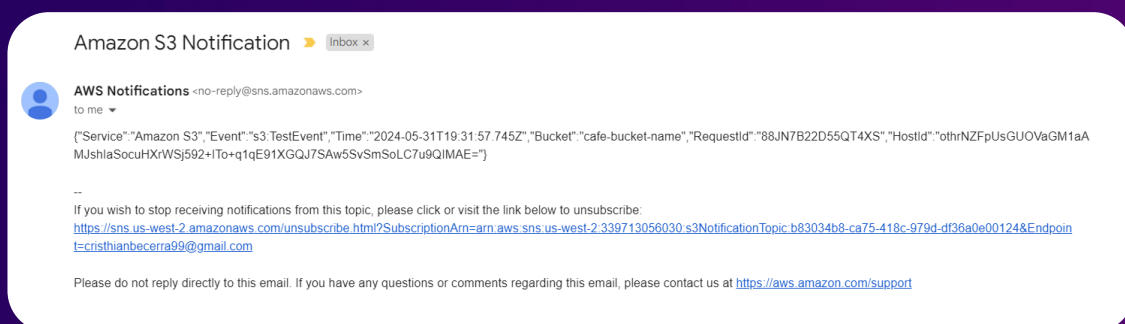 Amazon S3 Notification Inbox ×
AWS Notifications <no-reply@sns.amazonaws.com>
to me
{"Service":"Amazon S3","Event":"s3:TestEvent","Time":"2024-05-31T19:31:57.745Z","Bucket":"cafe-bucket-name","RequestId":"88JN7B22D55QT4XS","HostId":"othrNZFpUsGUOVaGM1aA
MJshIaSocuHXrWSj592+ITo+q1qE91XGQJ7SAw5SvSmSoLC7u9QIMAE="}
--
If you wish to stop receiving notifications from this topic, please click or visit the link below to unsubscribe:
https://sns.us-west-2.amazonaws.com/unsubscribe.html?SubscriptionArn=arn:aws:sns:us-west-2:339713056030:s3NotificationTopic:b83034b8-ca75-418c-979d-df36a0e00124&Endpoin
t=cristhianbecerra99@gmail.com
Please do not reply directly to this email. If you have any questions or comments regarding this email, please contact us at https://aws.amazon.com/support